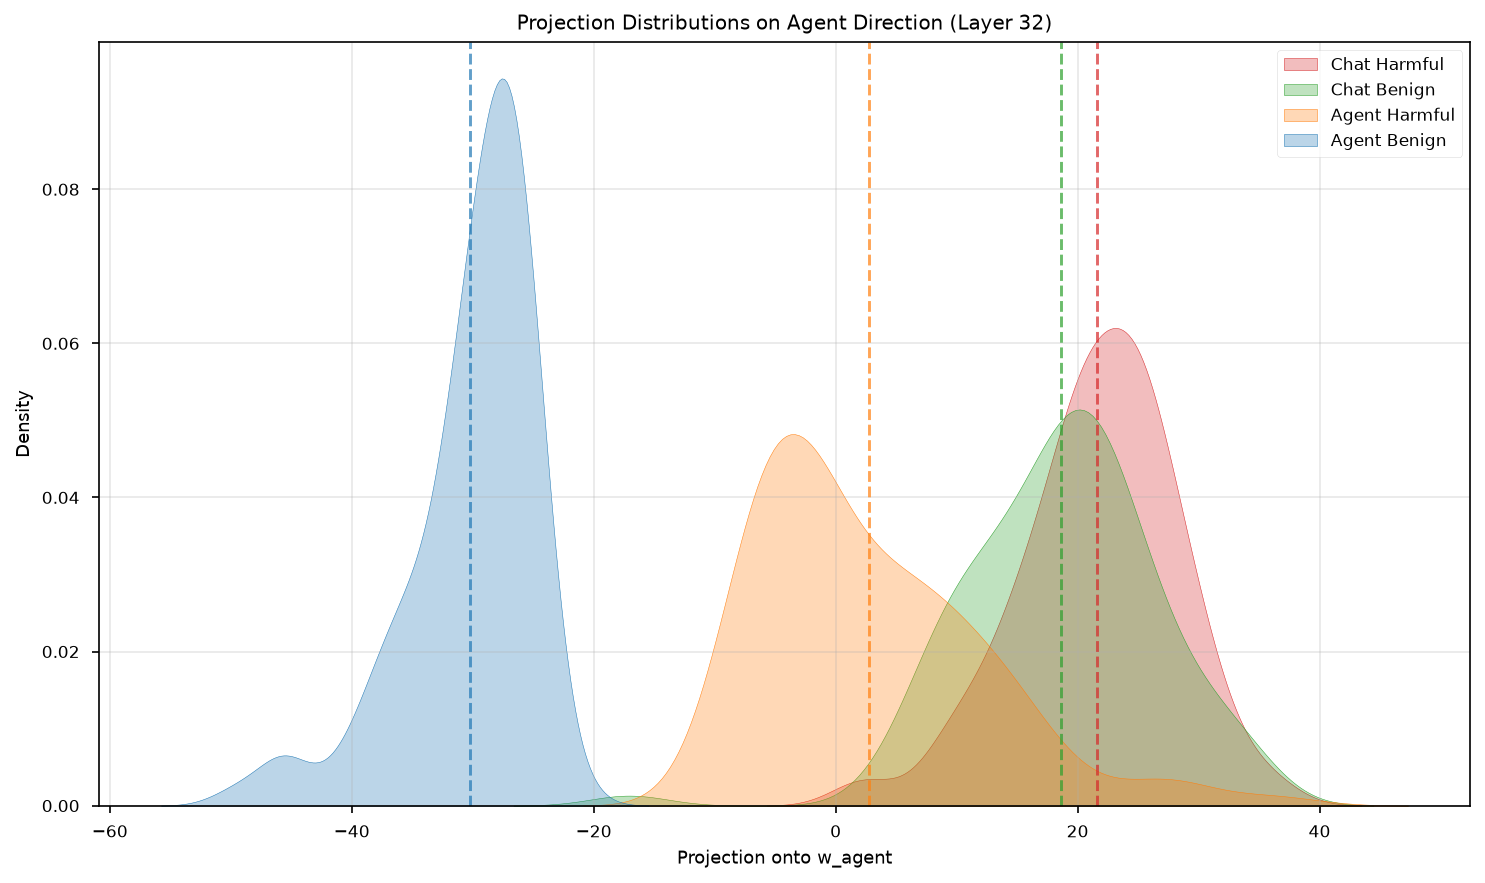 Projection Distributions on Agent Direction (Layer 32)
Chat Harmful
Chat Benign
Agent Harmful
Agent Benign
Density
0.08
0.06
0.04
0.02
0.00
−60
−40
−20
0
20
40
Projection onto w_agent